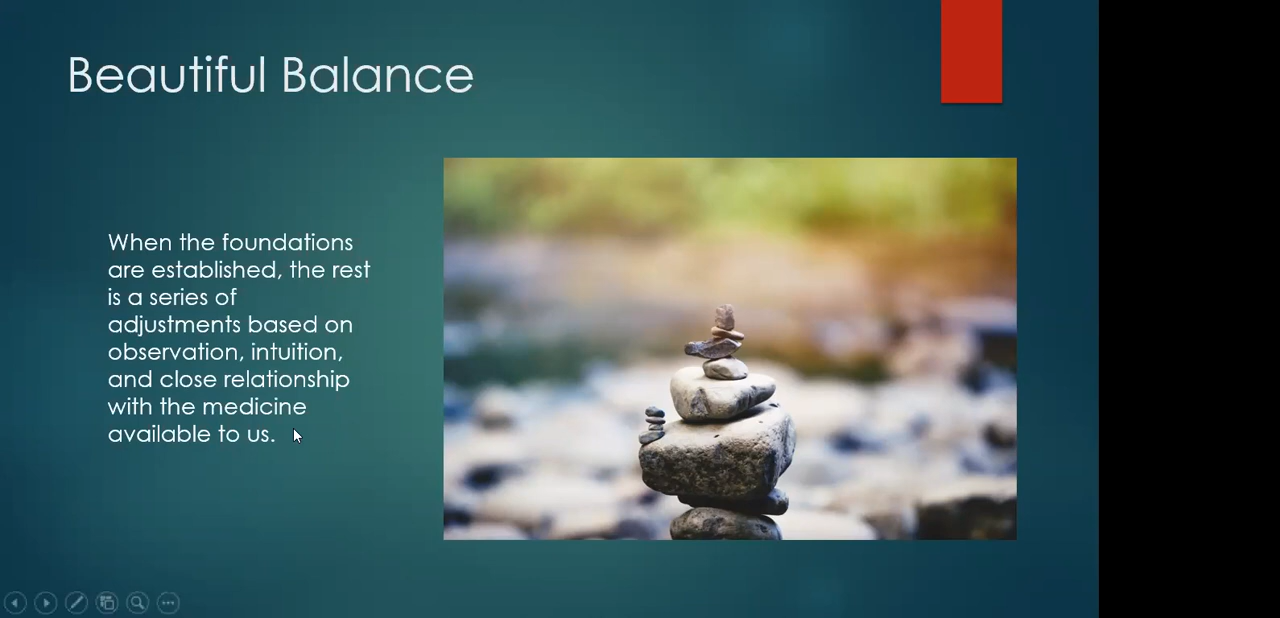 Beautiful Balance
When the foundations
are established, the rest
is a series of
adjustments based on
observation, intuition,
and close relationship
with the medicine
available to us.